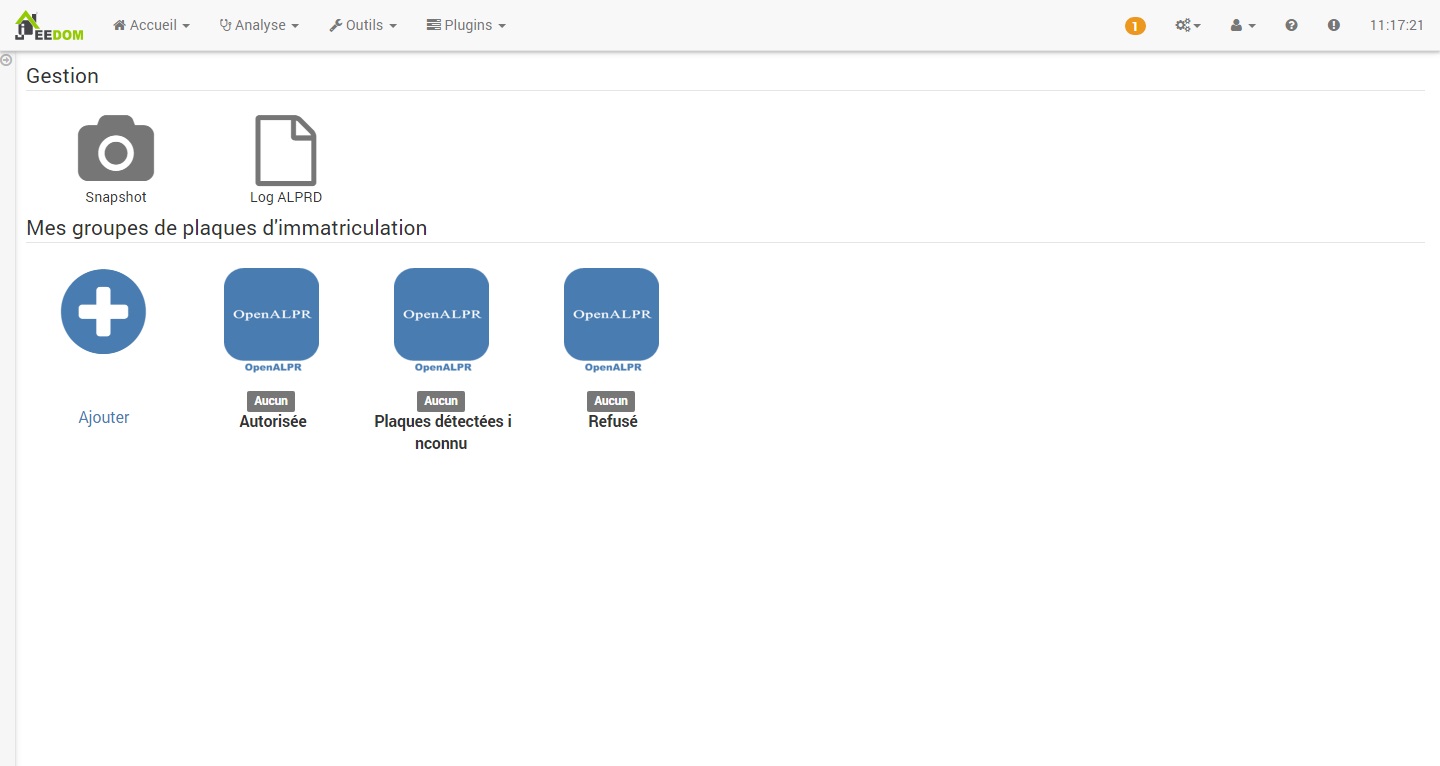 JEEDOM Accueil Analyse Outils Plugins 1 11:17:21
Gestion
Snapshot Log ALPRD
Mes groupes de plaques d'immatriculation
OpenALPR OpenALPR OpenALPR
OpenALPR OpenALPR OpenALPR
Aucun Aucun Aucun
Ajouter Autorisée Plaques détectées i Refusé
nconnu